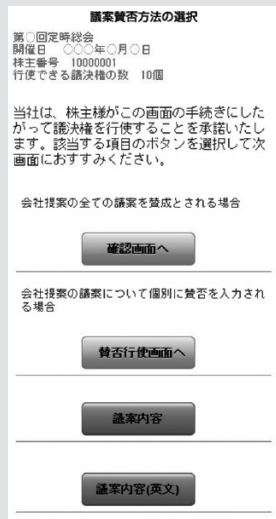 議案賛否方法の選択
第○回定時総会
開催日　○○○年○月○日
株主番号　10000001
行使できる議決権の数　10個
当社は、株主様がこの画面の手続きにした
がって議決権を行使することを承諾いたし
ます。該当する項目のボタンを選択して次
画面におすすみください。
会社提案の全ての議案を賛成とされる場合
確認画面へ
会社提案の議案について個別に賛否を入力され
る場合
賛否行使画面へ
議案内容
議案内容(英文)